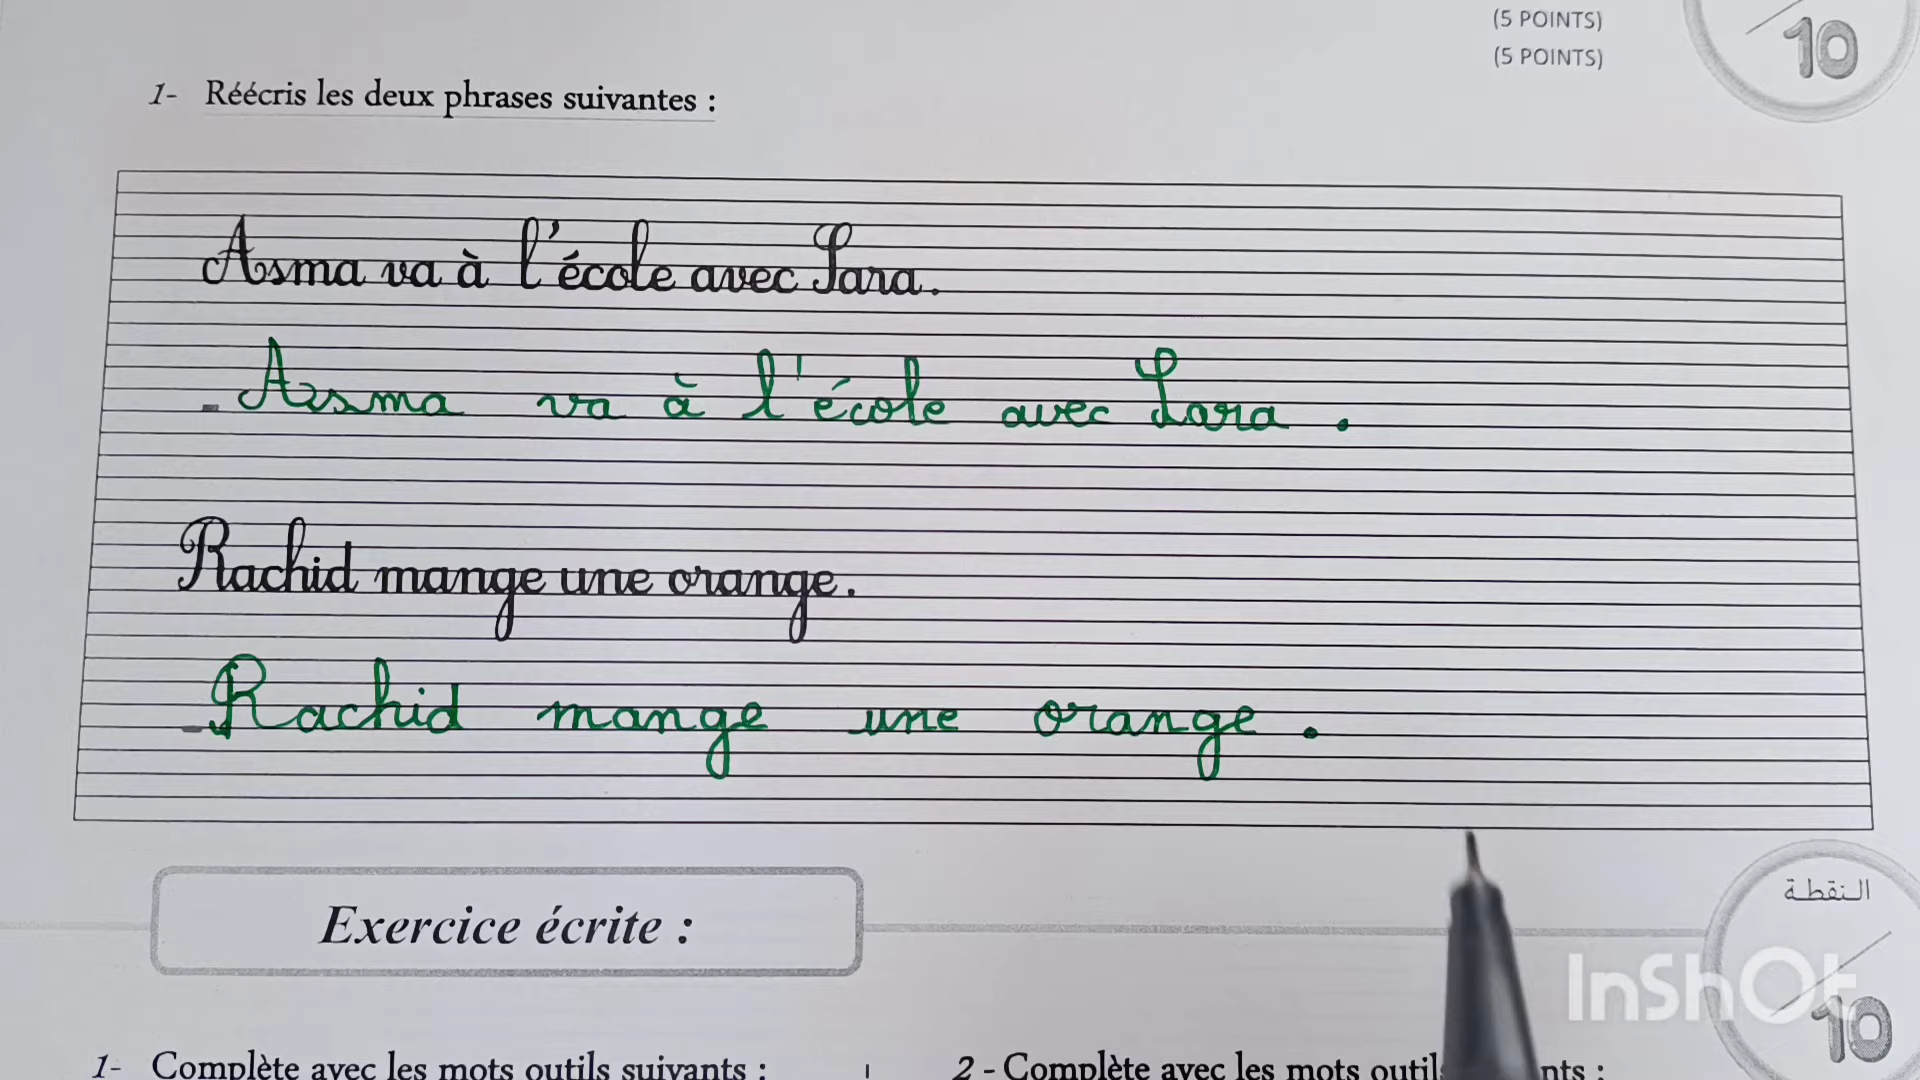 (5 POINTS)
(5 POINTS)
10
1- Réécris les deux phrases suivantes :
Asma va à l'école avec Sara.
- Asma va à l'école avec Sara .
Rachid mange une orange.
- Rachid mange une orange .
Exercice écrite :
النقطة
10
InShOt
1- Complète avec les mots outils suivants :
2 - Complète avec les mots